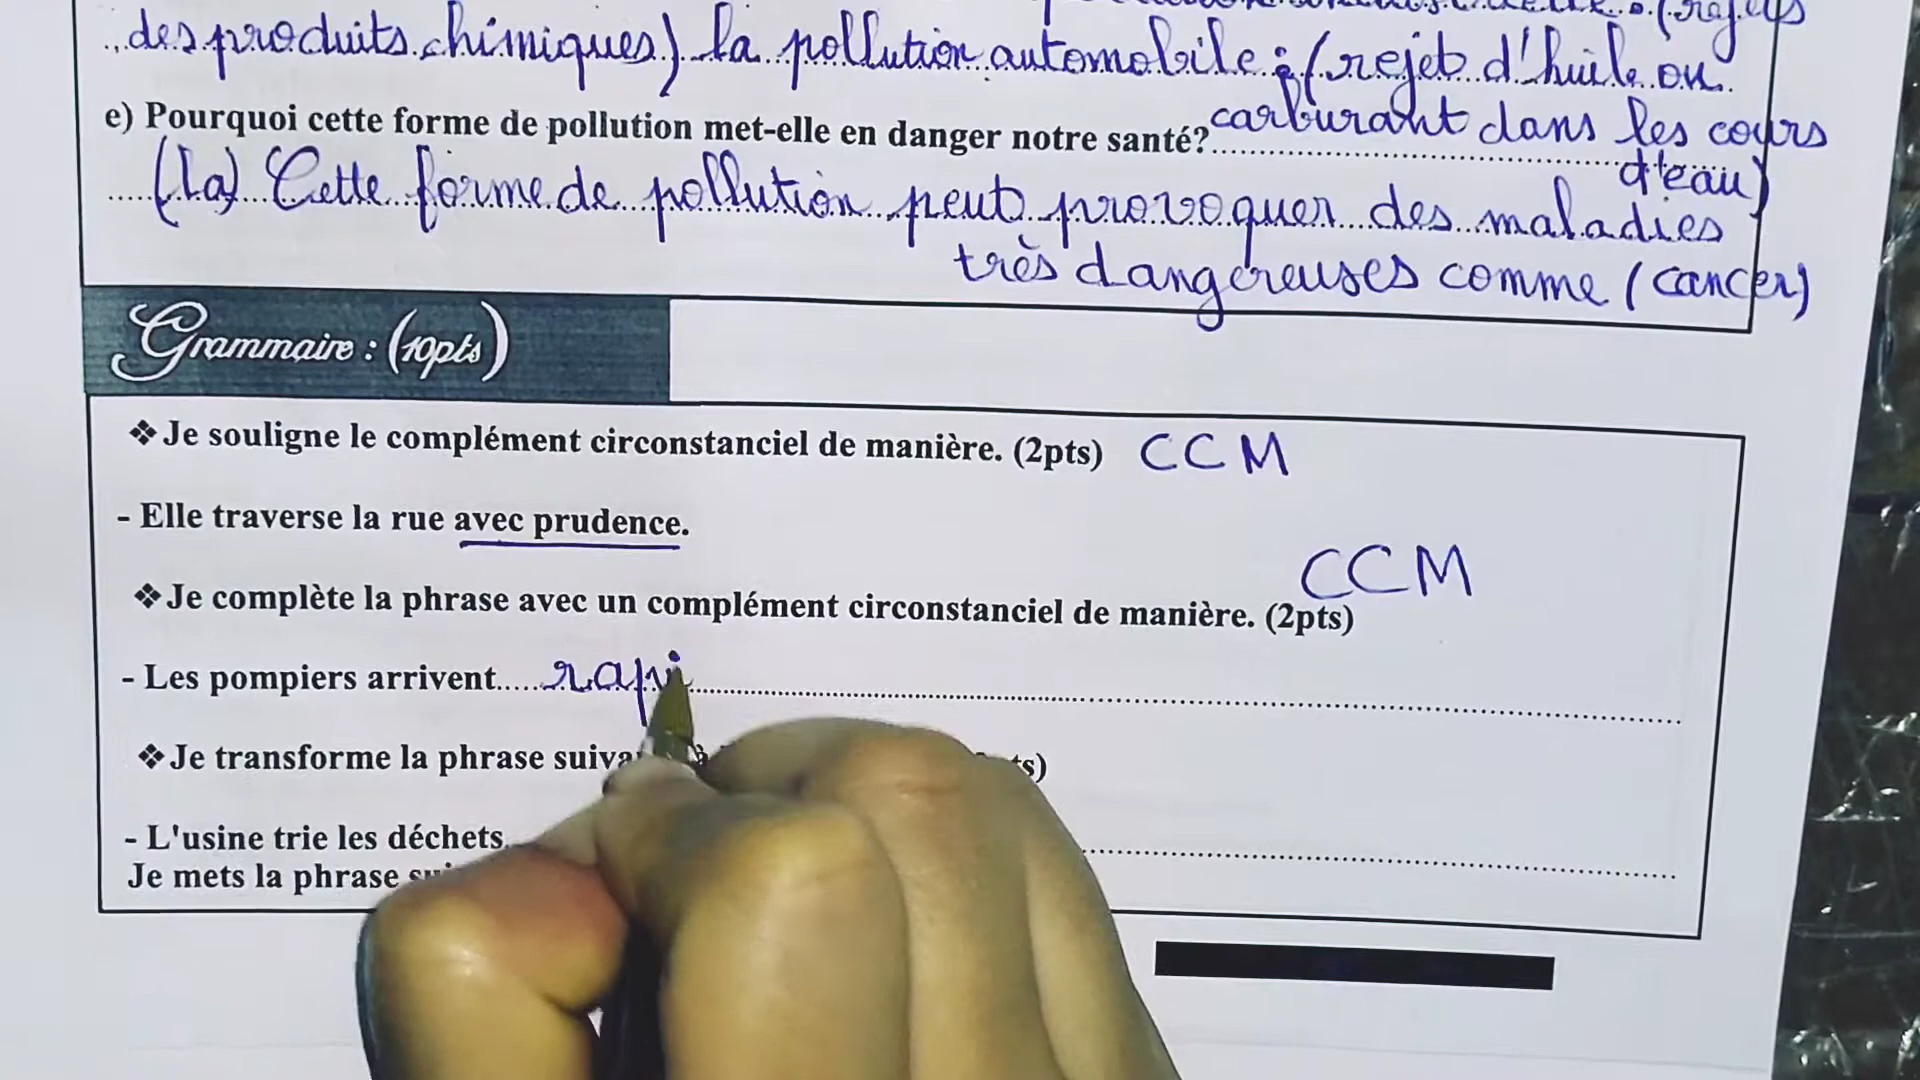 des produits chimiques) la pollution automobile : (rejet d'huile ou
e) Pourquoi cette forme de pollution met-elle en danger notre santé? carburant dans les cours
d'eau)
(la) Cette forme de pollution peut provoquer des maladies
très dangereuses comme (cancer)
Grammaire : (10pts)
❖Je souligne le complément circonstanciel de manière. (2pts) CCM
- Elle traverse la rue avec prudence.
CCM
❖Je complète la phrase avec un complément circonstanciel de manière. (2pts)
- Les pompiers arrivent.....rapi
❖Je transforme la phrase
- L'usine trie les déchets
Je mets la phrase